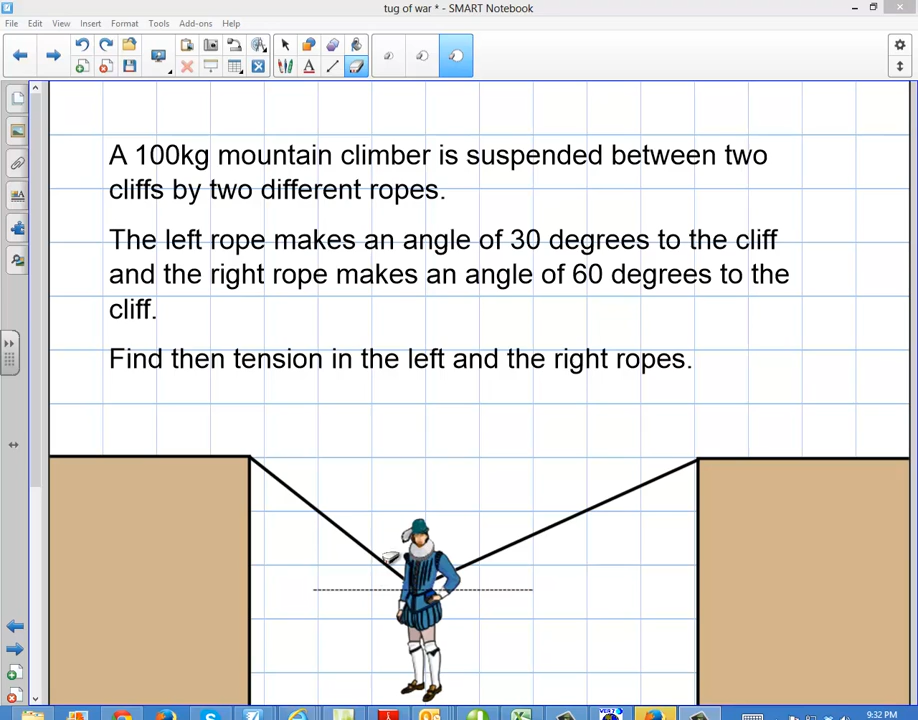 tug of war * - SMART Notebook
File Edit View Insert Format Tools Add-ons Help
A 100kg mountain climber is suspended between two
cliffs by two different ropes.
The left rope makes an angle of 30 degrees to the cliff
and the right rope makes an angle of 60 degrees to the
cliff.
Find then tension in the left and the right ropes.
9:32 PM